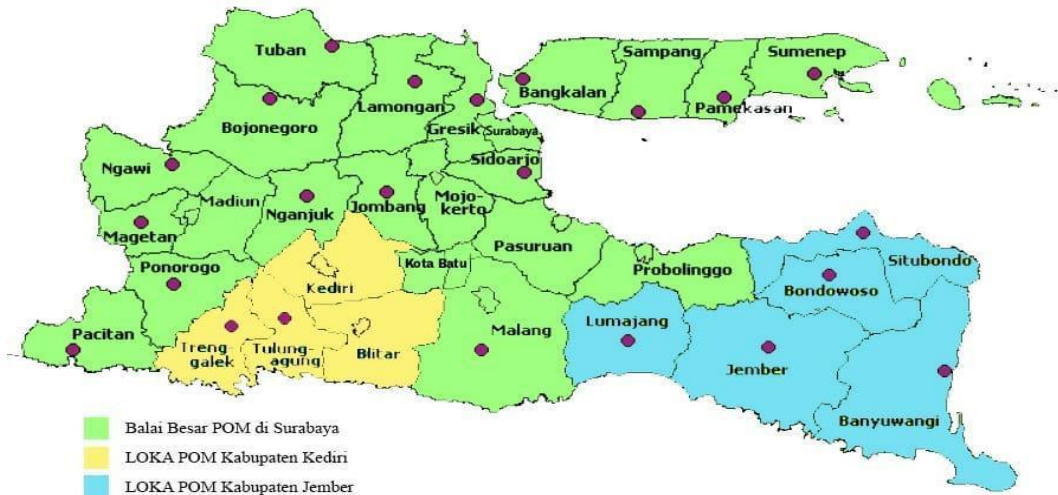 Tuban
Lamongan
Bojonegoro
Gresik
Surabaya
Bangkalan
Sampang
Pamekasan
Sumenep
Ngawi
Madiun
Magetan
Nganjuk
Jombang
Mojo-
kerto
Sidoarjo
Ponorogo
Pacitan
Kediri
Kota Batu
Pasuruan
Probolinggo
Situbondo
Bondowoso
Treng-
galek
Tulung-
agung
Blitar
Malang
Lumajang
Jember
Banyuwangi
Balai Besar POM di Surabaya
LOKA POM Kabupaten Kediri
LOKA POM Kabupaten Jember